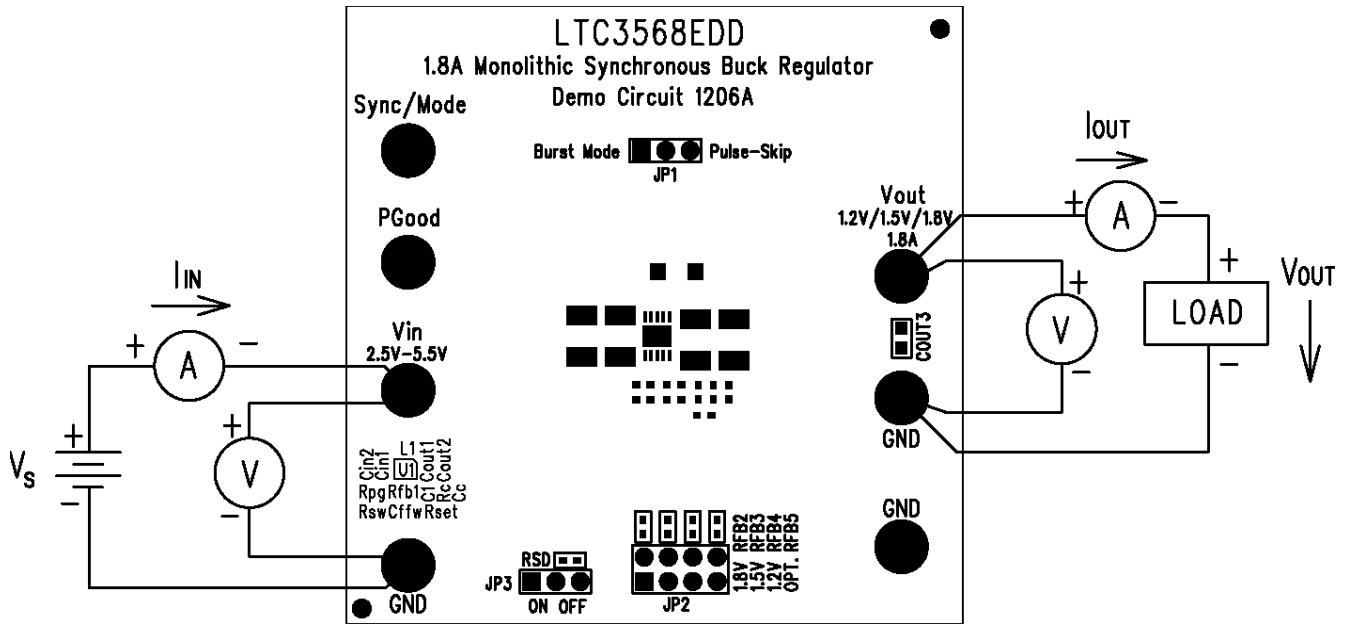 LTC3568EDD
1.8A Monolithic Synchronous Buck Regulator
Demo Circuit 1206A
Sync/Mode
Burst Mode
Pulse-Skip
JP1
PGood
Vin
2.5V-5.5V
Vout
1.2V/1.5V/1.8V
1.8A
IIN
+ A -
+ V -
VS
+
-
IOUT
+ A -
+ V -
+
LOAD
-
VOUT
COUT3
GND
GND
L1
U1
Cin2
Cin1
Cout1
Cout2
Rpg Rfb1 C1 Rc Cc
Rsw Cffw Rset
GND
RSD
JP3
ON OFF
JP2
1.8V RFB2
1.5V RFB3
1.2V RFB4
OPT. RFB5